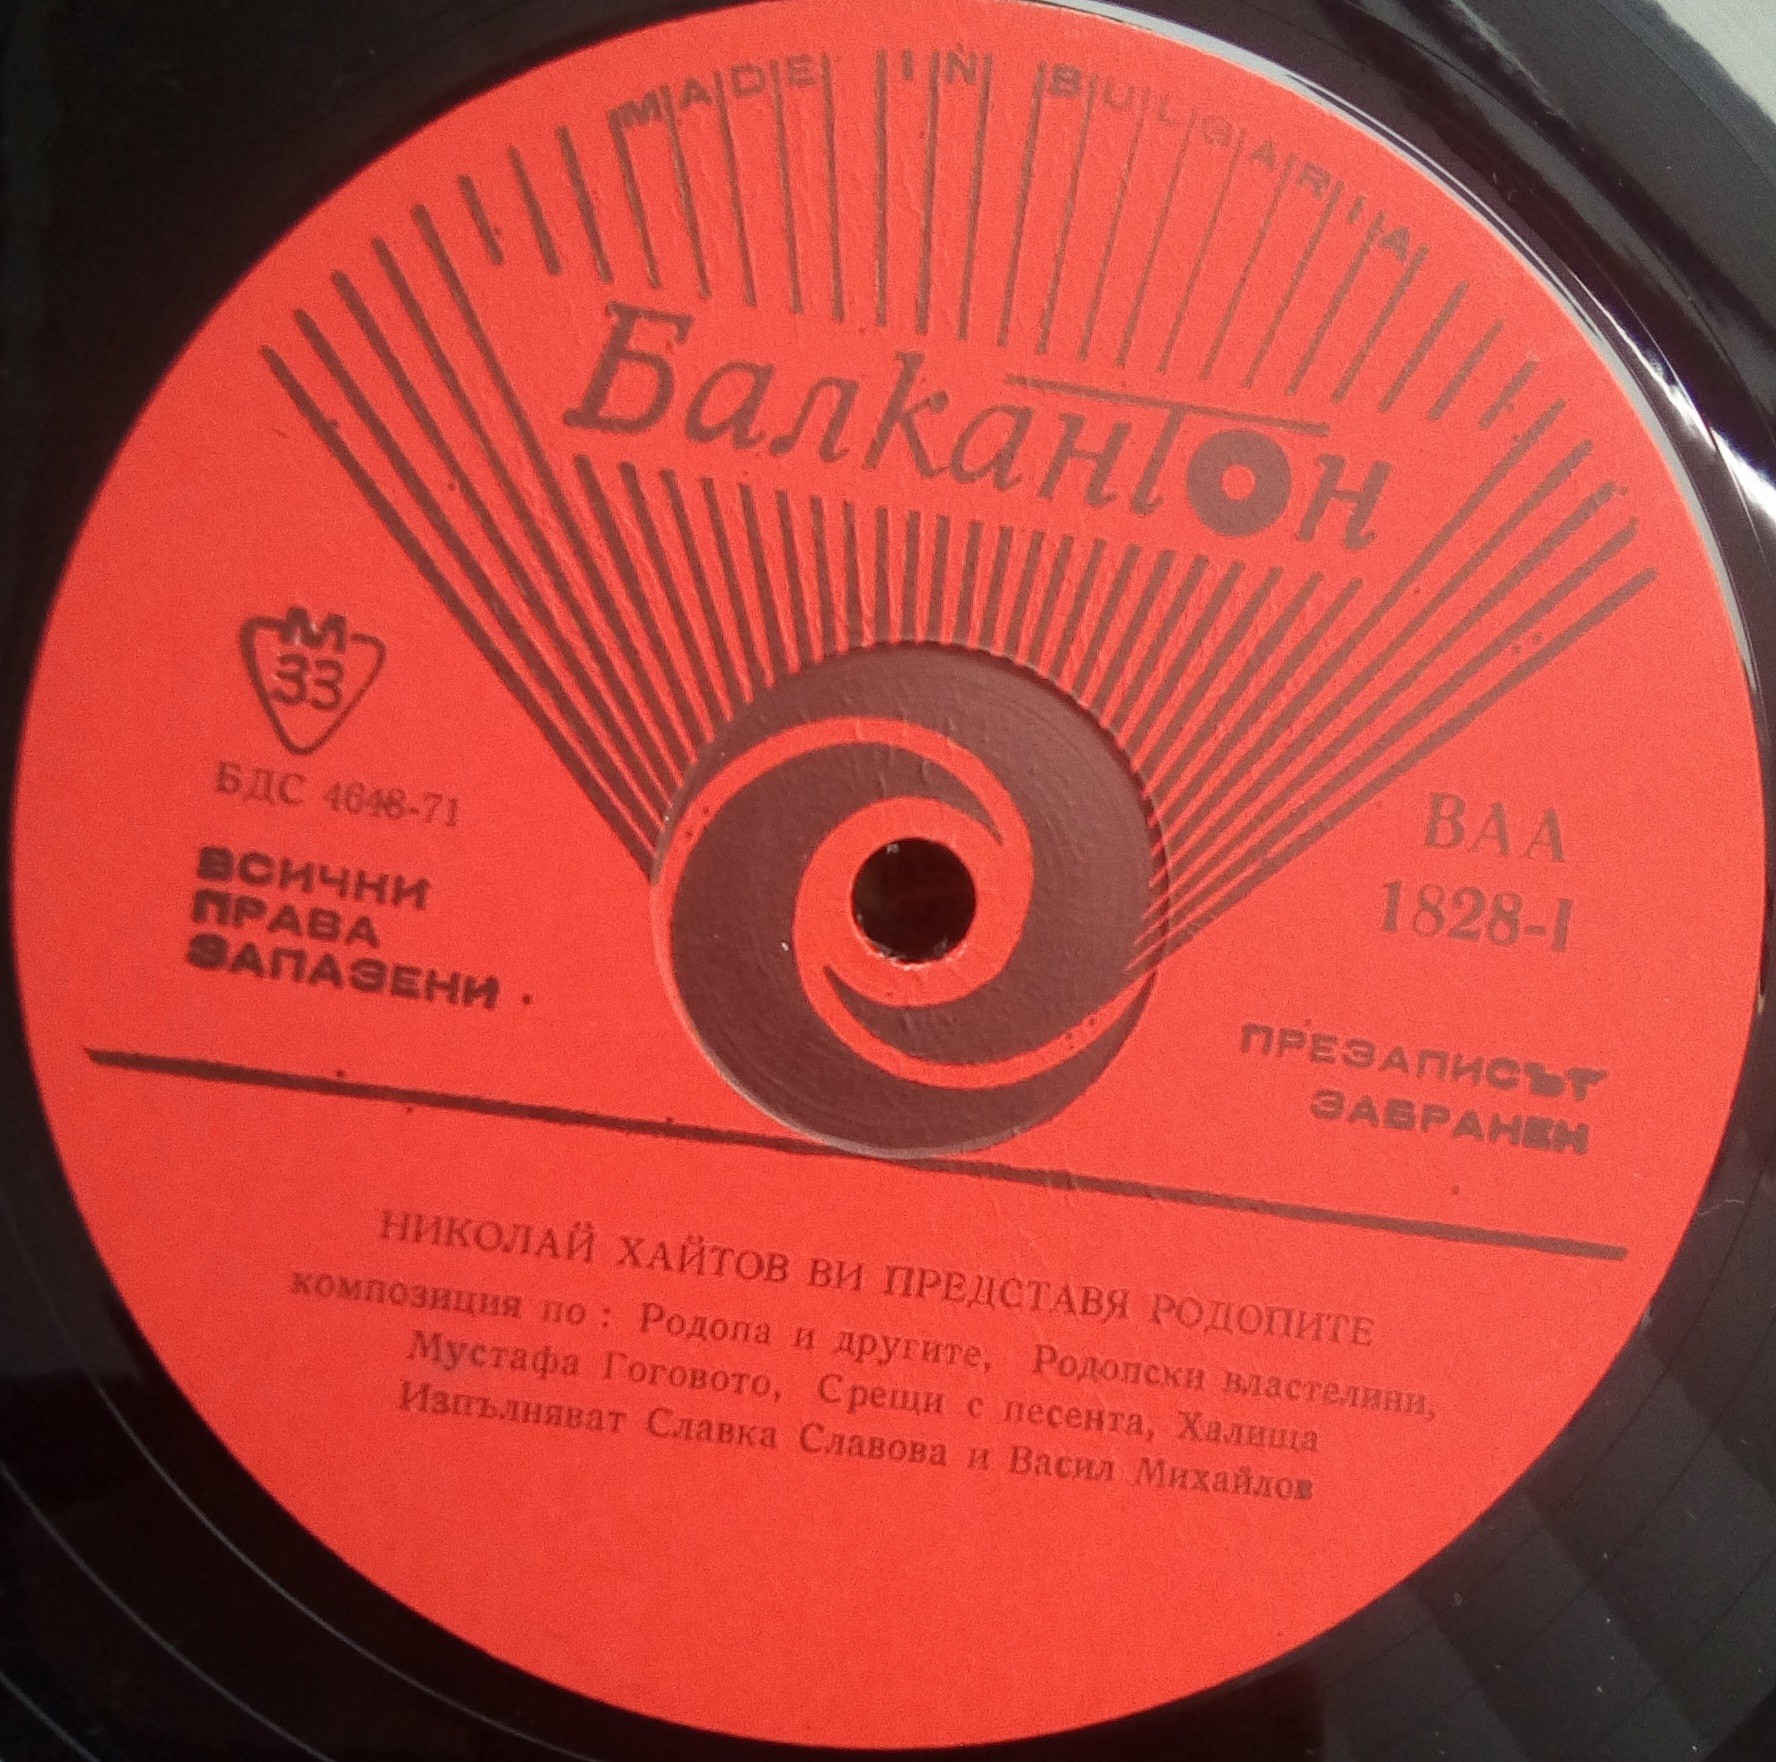 MADE IN BULGARIA
Балкантон
М
33
БДС 4648-71
ВСИЧНИ
ПРАВА
ЗАПАЗЕНИ
ВАА
1828-I
ПРЕЗАПИСЪТ
ЗАБРАНЕН
НИКОЛАЙ ХАЙТОВ ВИ ПРЕДСТАВЯ РОДОПИТЕ
композиция по: Родопа и другите, Родопски властелини,
Мустафа Гоговото, Срещи с песента, Халища
Изпълняват Славка Славова и Васил Михайлов